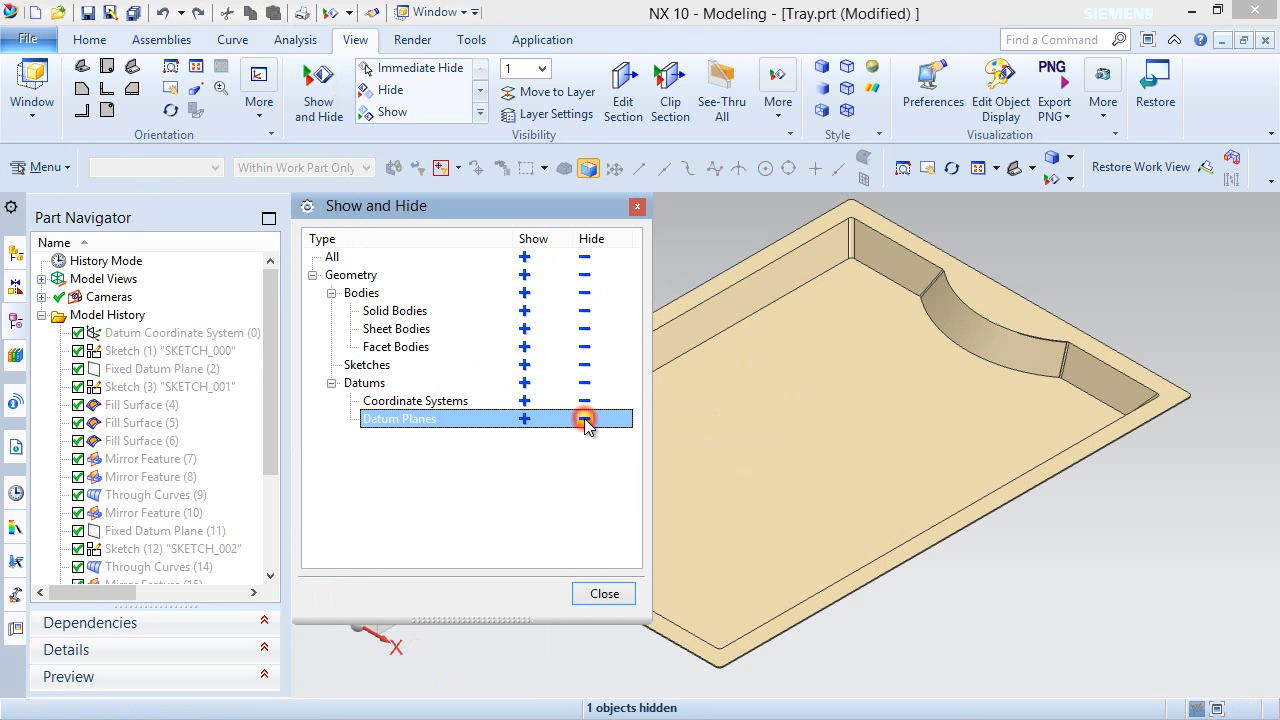 Window
NX 10 - Modeling - [Tray.prt (Modified) ]
SIEMENS
File Home Assemblies Curve Analysis View Render Tools Application
Find a Command
Window
More
Orientation
Show and Hide
Immediate Hide
Hide
Show
1
Move to Layer
Layer Settings
Edit Section
Clip Section
See-Thru All
More
Visibility
Style
Preferences
Edit Object Display
PNG
Export PNG
More
Visualization
Restore
Menu
Within Work Part Only
Restore Work View
Part Navigator
Name
History Mode
Model Views
Cameras
Model History
Datum Coordinate System (0)
Sketch (1) "SKETCH_000"
Fixed Datum Plane (2)
Sketch (3) "SKETCH_001"
Fill Surface (4)
Fill Surface (5)
Fill Surface (6)
Mirror Feature (7)
Mirror Feature (8)
Through Curves (9)
Mirror Feature (10)
Fixed Datum Plane (11)
Sketch (12) "SKETCH_002"
Through Curves (14)
Mirror Feature (15)
Dependencies
Details
Preview
Show and Hide
Type Show Hide
All
Geometry
Bodies
Solid Bodies
Sheet Bodies
Facet Bodies
Sketches
Datums
Coordinate Systems
Datum Planes
Close
X
1 objects hidden